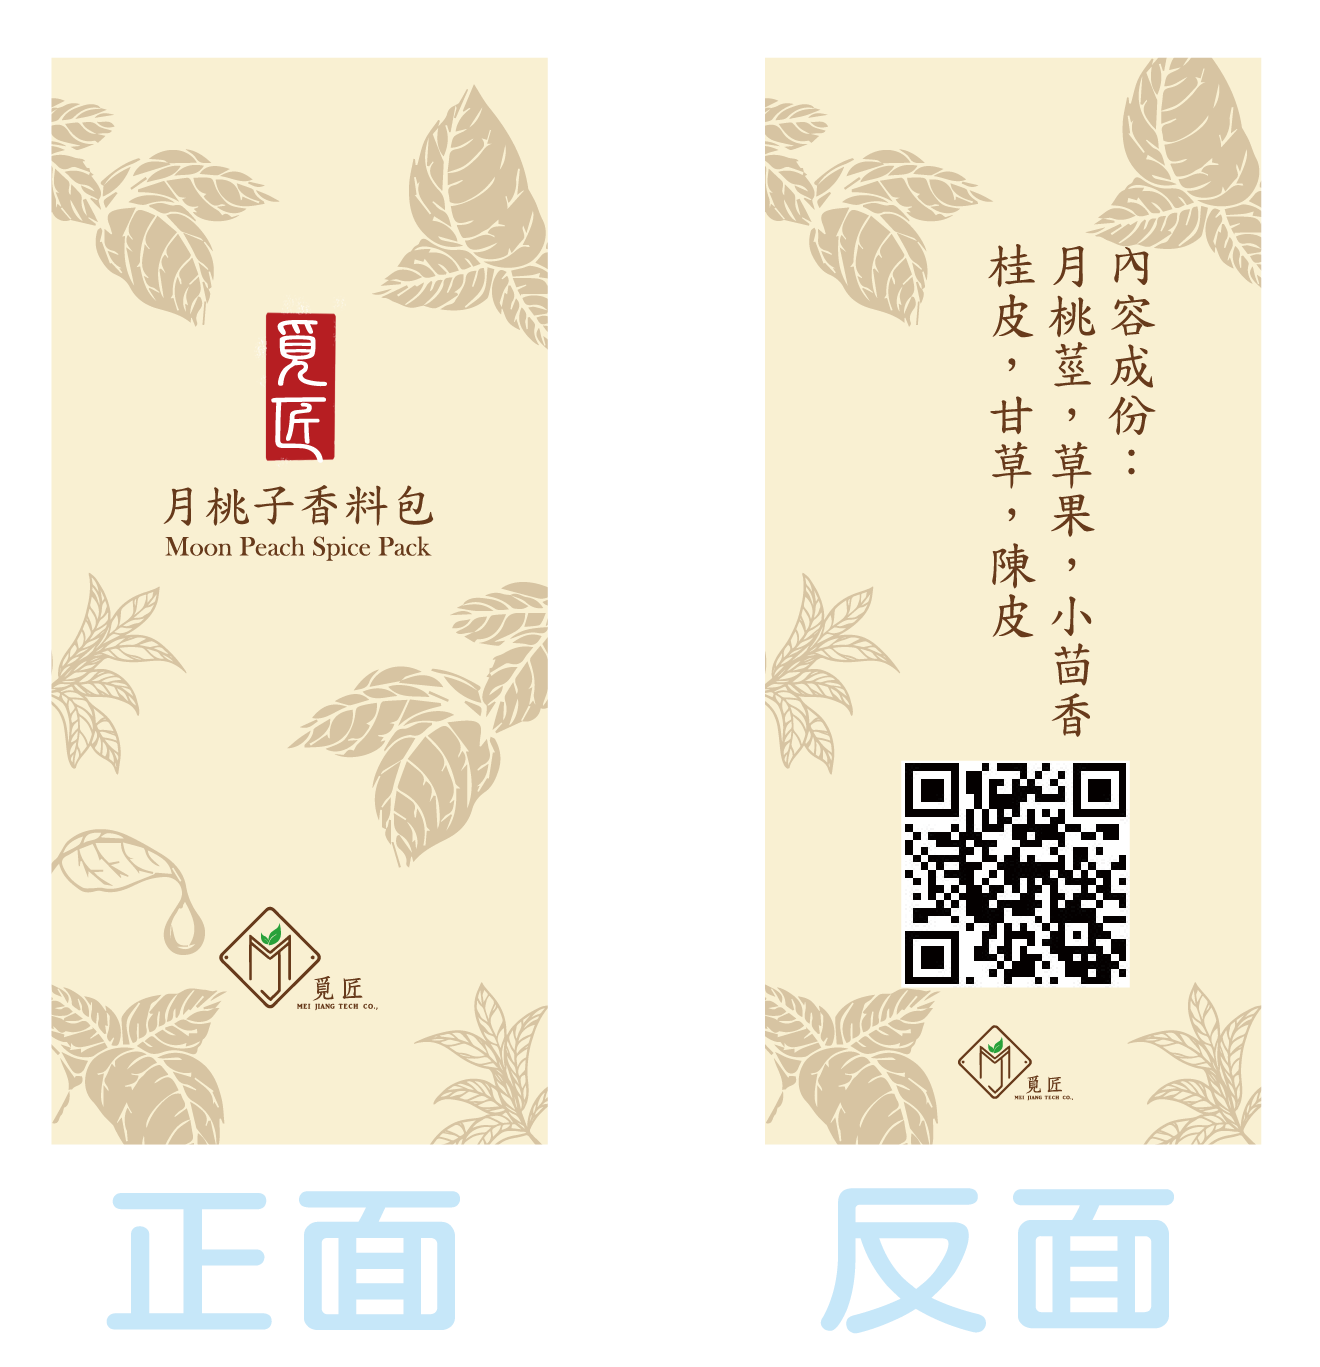 覓匠
月桃子香料包
Moon Peach Spice Pack
覓匠
MEI JIANG TECH CO.,
正面
內容成份：
月桃莖，草果，小茴香
桂皮，甘草，陳皮
覓匠
MEI JIANG TECH CO.,
反面